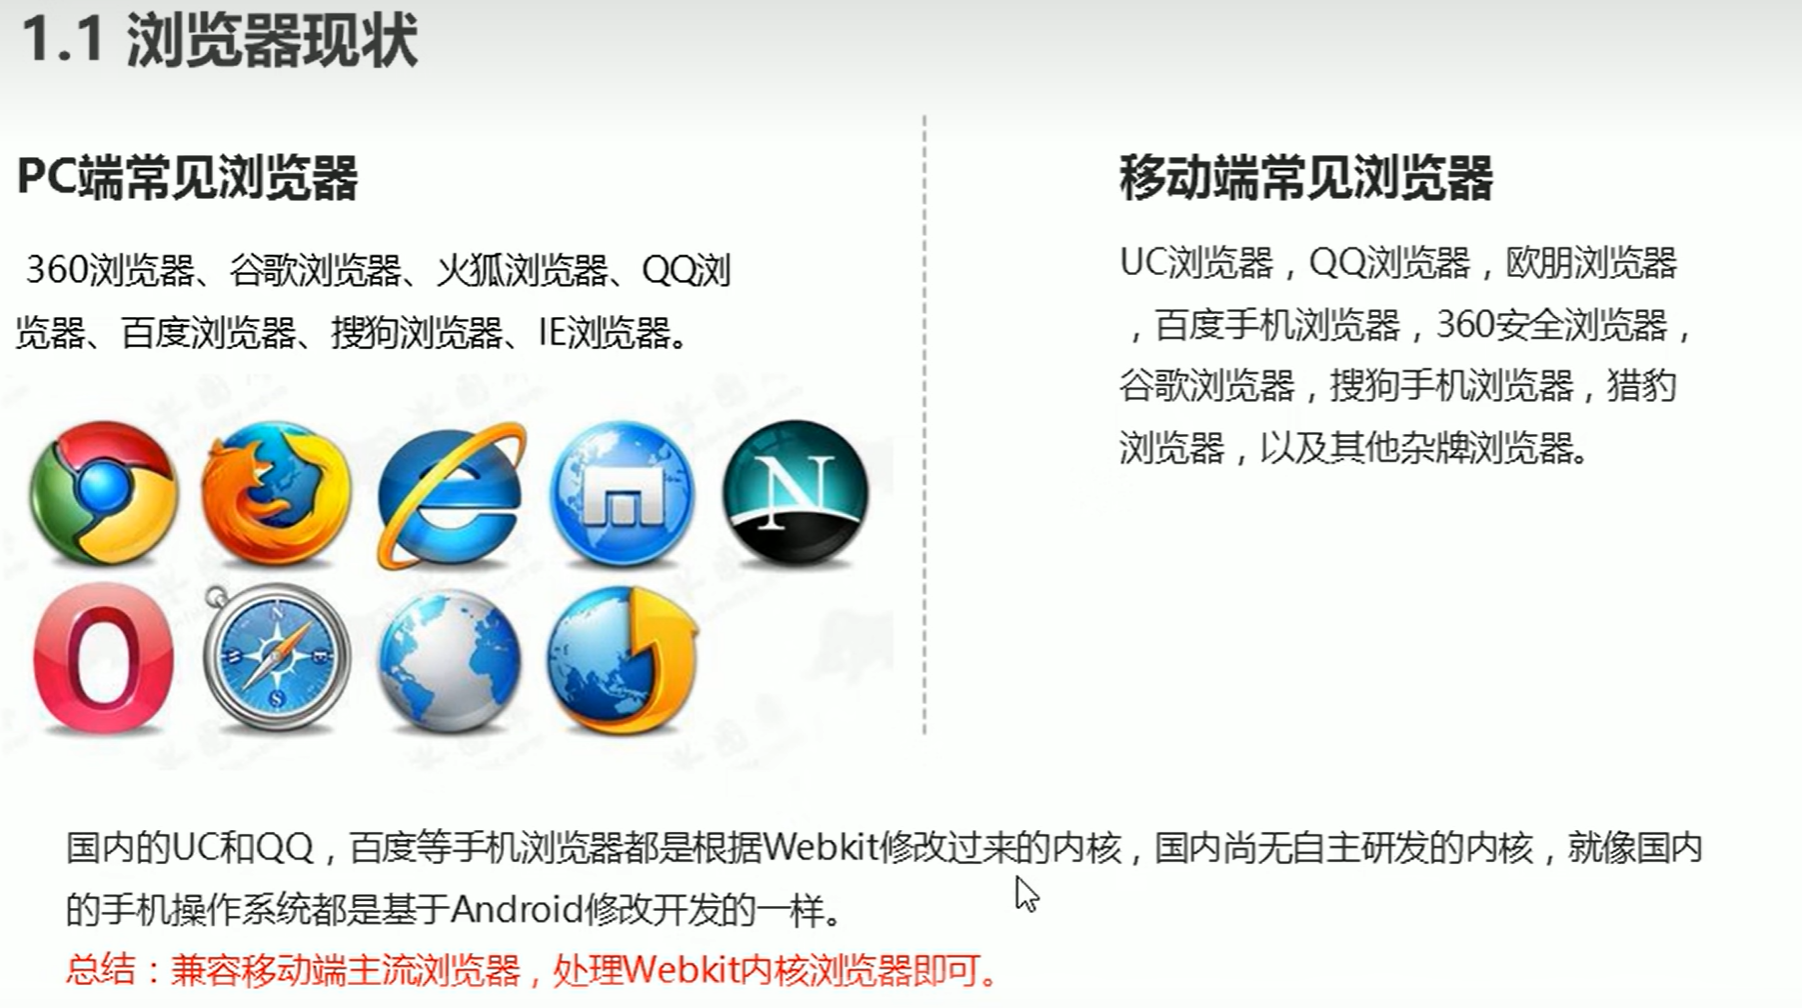 1.1 浏览器现状
PC端常见浏览器
360浏览器、谷歌浏览器、火狐浏览器、QQ浏
览器、百度浏览器、搜狗浏览器、IE浏览器。
移动端常见浏览器
UC浏览器，QQ浏览器，欧朋浏览器
，百度手机浏览器，360安全浏览器，
谷歌浏览器，搜狗手机浏览器，猎豹
浏览器，以及其他杂牌浏览器。
国内的UC和QQ，百度等手机浏览器都是根据Webkit修改过来的内核，国内尚无自主研发的内核，就像国内
的手机操作系统都是基于Android修改开发的一样。
总结：兼容移动端主流浏览器，处理Webkit内核浏览器即可。